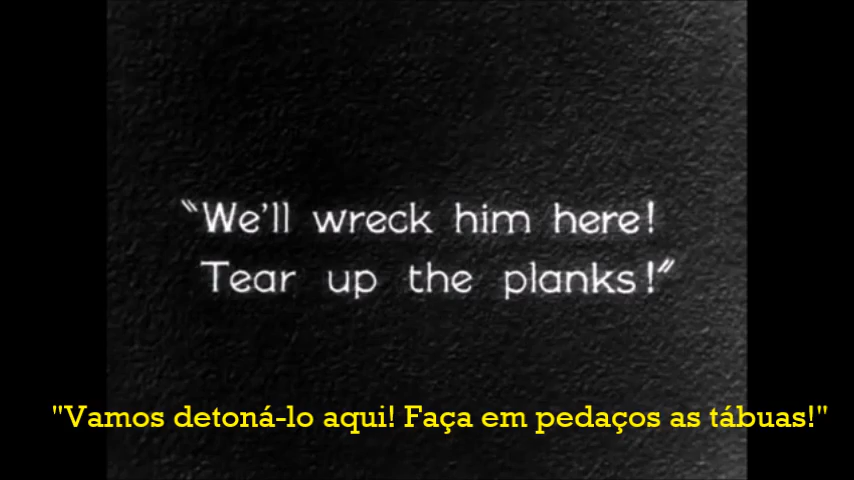 “We’ll wreck him here!
Tear up the planks!”
"Vamos detoná-lo aqui! Faça em pedaços as tábuas!"